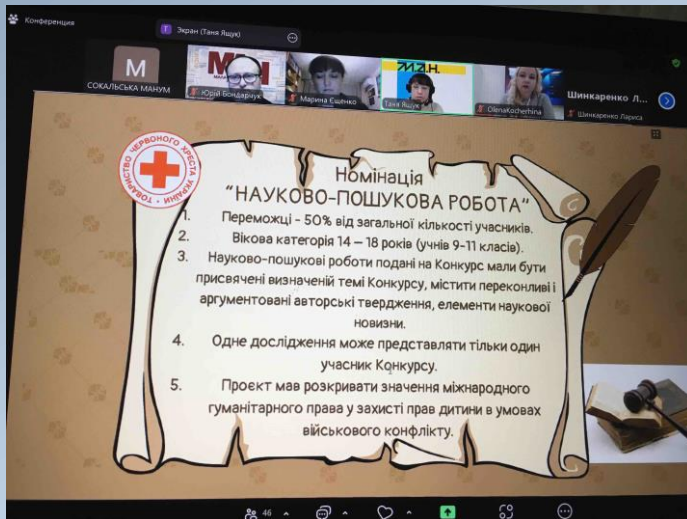 Конференция
Т Экран (Таня Ящук)
М
СОКАЛЬСЬКА МАНУМ
Юрій Бондарчук
Марина Єщенко
М.А.Н.
Таня Ящук
OlenaKocherhina
Шинкаренко Л...
Шинкаренко Лариса
ТОВАРИСТВО ЧЕРВОНОГО ХРЕСТА УКРАЇНИ
Номінація
"НАУКОВО-ПОШУКОВА РОБОТА"
1. Переможці - 50% від загальної кількості учасників.
2. Вікова категорія 14 – 18 років (учнів 9-11 класів).
3. Науково-пошукові роботи подані на Конкурс мали бути
присвячені визначеній темі Конкурсу, містити переконливі і
аргументовані авторські твердження, елементи наукової
новизни.
4. Одне дослідження може представляти тільки один
учасник Конкурсу.
5. Проєкт мав розкривати значення міжнародного
гуманітарного права у захисті прав дитини в умовах
військового конфлікту.
46